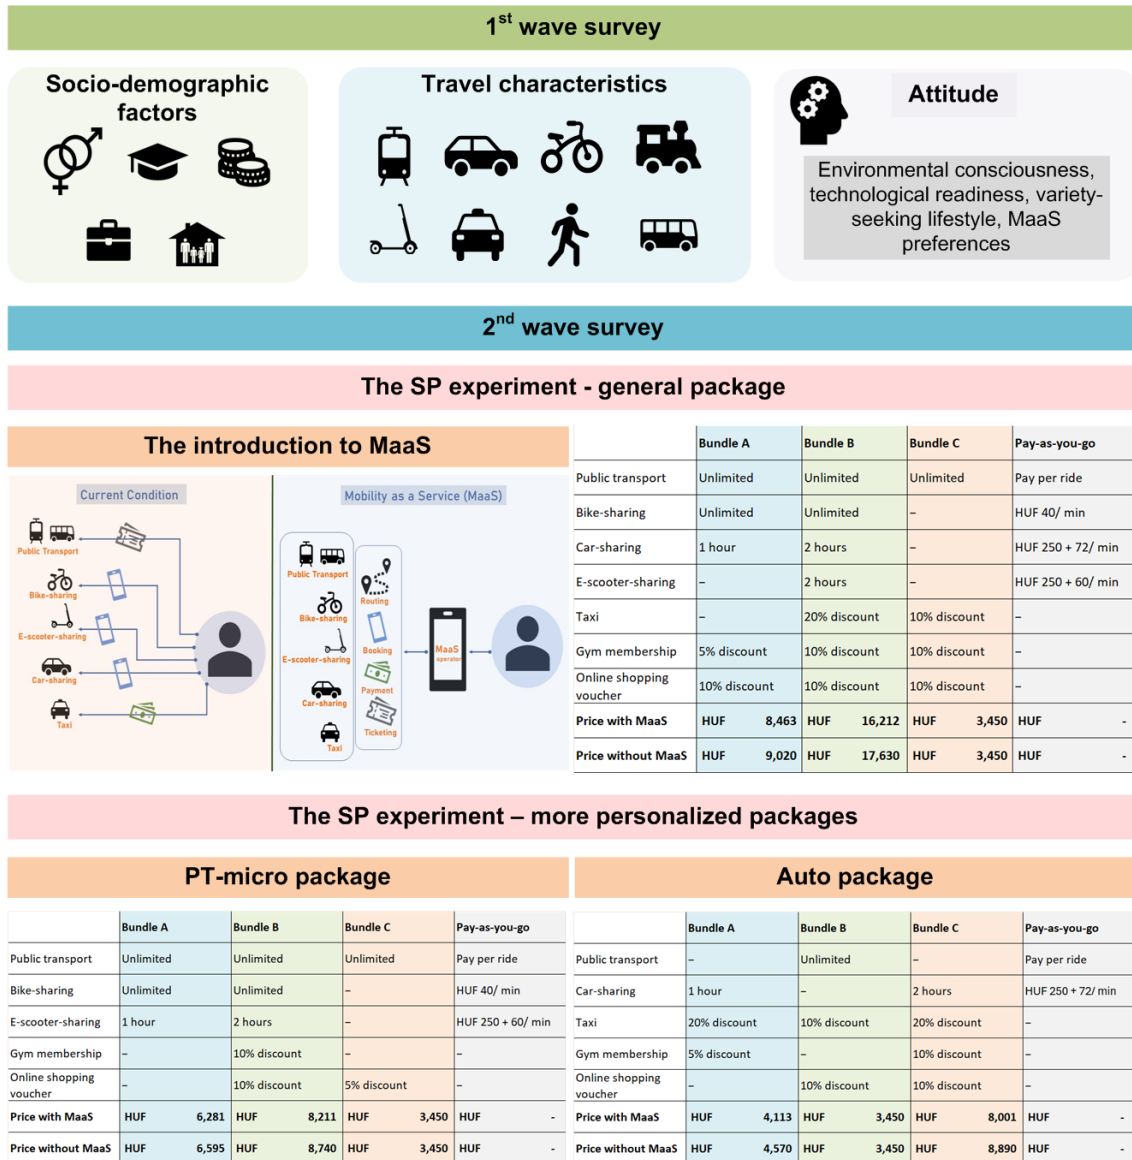 1st wave survey
Socio-demographic
factors
Travel characteristics
Attitude
Environmental consciousness,
technological readiness, variety-
seeking lifestyle, MaaS
preferences
2nd wave survey
The SP experiment - general package
The introduction to MaaS
Current Condition
Public Transport
Bike-sharing
E-scooter-sharing
Car-sharing
Taxi
Mobility as a Service (MaaS)
Public Transport
Bike-sharing
E-scooter-sharing
Car-sharing
Taxi
Routing
Booking
Payment
Ticketing
MaaS
operator
Bundle A Bundle B Bundle C Pay-as-you-go
Public transport Unlimited Unlimited Unlimited Pay per ride
Bike-sharing Unlimited Unlimited – HUF 40/ min
Car-sharing 1 hour 2 hours – HUF 250 + 72/ min
E-scooter-sharing – 2 hours – HUF 250 + 60/ min
Taxi – 20% discount 10% discount –
Gym membership 5% discount 10% discount 10% discount –
Online shopping
voucher 10% discount 10% discount 10% discount –
Price with MaaS HUF 8,463 HUF 16,212 HUF 3,450 HUF -
Price without MaaS HUF 9,020 HUF 17,630 HUF 3,450 HUF -
The SP experiment – more personalized packages
PT-micro package
Bundle A Bundle B Bundle C Pay-as-you-go
Public transport Unlimited Unlimited Unlimited Pay per ride
Bike-sharing Unlimited Unlimited – HUF 40/ min
E-scooter-sharing 1 hour 2 hours – HUF 250 + 60/ min
Gym membership – 10% discount – –
Online shopping
voucher – 10% discount 5% discount –
Price with MaaS HUF 6,281 HUF 8,211 HUF 3,450 HUF -
Price without MaaS HUF 6,595 HUF 8,740 HUF 3,450 HUF -
Auto package
Bundle A Bundle B Bundle C Pay-as-you-go
Public transport – Unlimited – Pay per ride
Car-sharing 1 hour – 2 hours HUF 250 + 72/ min
Taxi 20% discount 10% discount 20% discount –
Gym membership 5% discount – 10% discount –
Online shopping
voucher – 10% discount 10% discount –
Price with MaaS HUF 4,113 HUF 3,450 HUF 8,001 HUF -
Price without MaaS HUF 4,570 HUF 3,450 HUF 8,890 HUF -